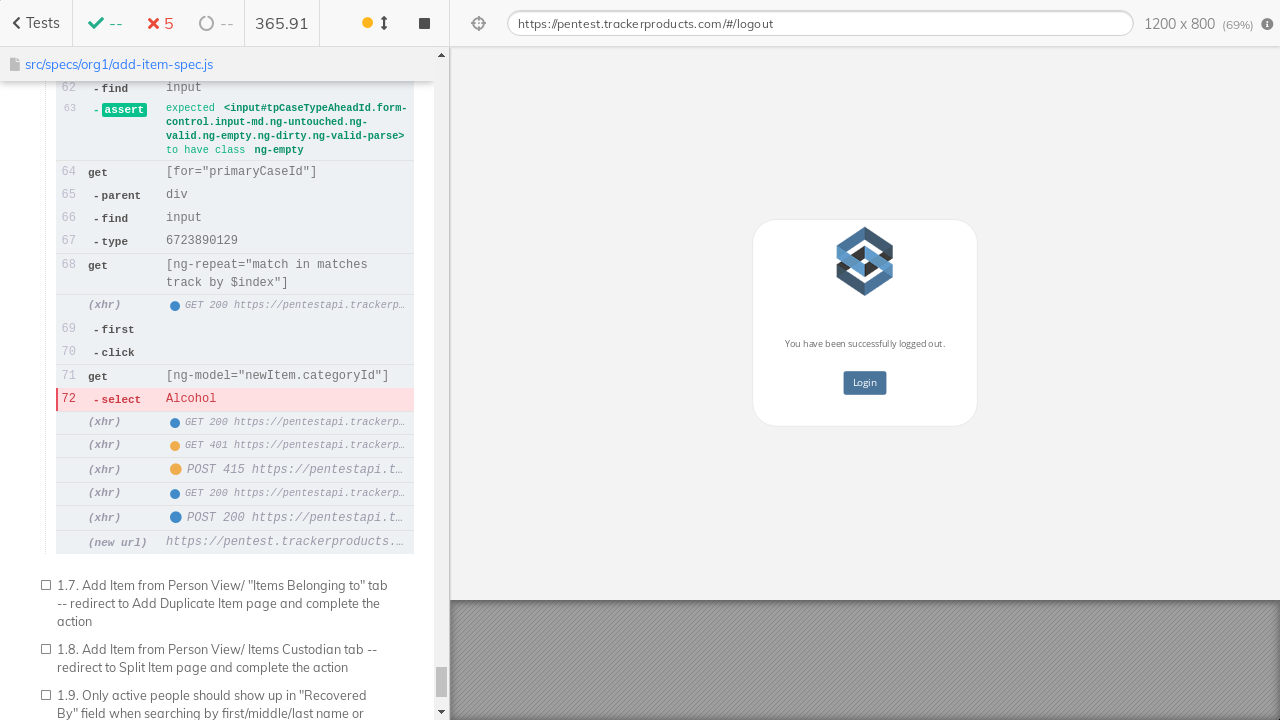 Tests
--
5
--
365.91
https://pentest.trackerproducts.com/#/logout
1200 x 800 (69%)
src/specs/org1/add-item-spec.js
62 -find input
63 -assert expected <input#tpCaseTypeAheadId.form-
control.input-md.ng-untouched.ng-
valid.ng-empty.ng-dirty.ng-valid-parse>
to have class ng-empty
64 get [for="primaryCaseId"]
65 -parent div
66 -find input
67 -type 6723890129
68 get [ng-repeat="match in matches
track by $index"]
(xhr) GET 200 https://pentestapi.trackerp…
69 -first
70 -click
71 get [ng-model="newItem.categoryId"]
72 -select Alcohol
(xhr) GET 200 https://pentestapi.trackerp…
(xhr) GET 401 https://pentestapi.trackerp…
(xhr) POST 415 https://pentestapi.t…
(xhr) GET 200 https://pentestapi.trackerp…
(xhr) POST 200 https://pentestapi.t…
(new url) https://pentest.trackerproducts.…
1.7. Add Item from Person View/ "Items Belonging to" tab
-- redirect to Add Duplicate Item page and complete the
action
1.8. Add Item from Person View/ Items Custodian tab --
redirect to Split Item page and complete the action
1.9. Only active people should show up in "Recovered
By" field when searching by first/middle/last name or
You have been successfully logged out.
Login